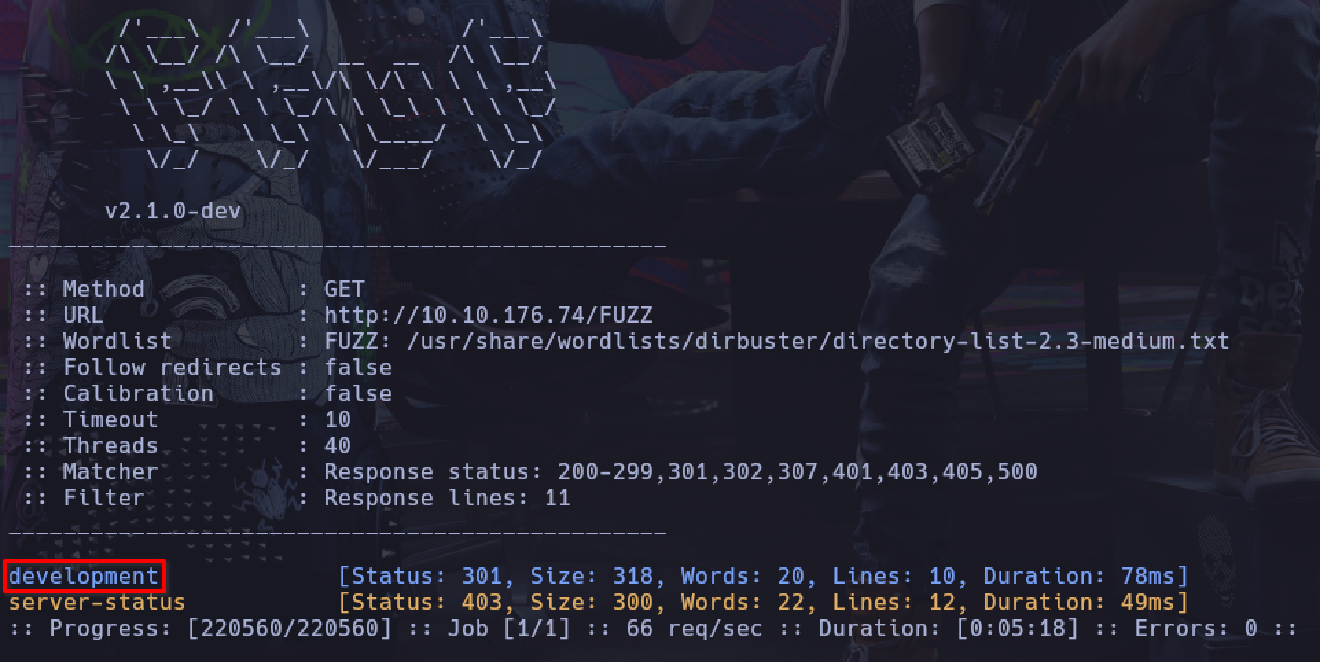 /'___\  /'___\           /'___\
       /\ \__/ /\ \__/  __  __  /\ \__/
       \ \ ,__\\ \ ,__\/\ \/\ \ \ \ ,__\
        \ \ \_/ \ \ \_/\ \ \_\ \ \ \ \_/
         \ \_\   \ \_\  \ \____/  \ \_\
          \/_/    \/_/   \/___/    \/_/
v2.1.0-dev
________________________________________________
:: Method           : GET
:: URL              : http://10.10.176.74/FUZZ
:: Wordlist         : FUZZ: /usr/share/wordlists/dirbuster/directory-list-2.3-medium.txt
:: Follow redirects : false
:: Calibration      : false
:: Timeout          : 10
:: Threads          : 40
:: Matcher          : Response status: 200-299,301,302,307,401,403,405,500
:: Filter           : Response lines: 11
________________________________________________
development             [Status: 301, Size: 318, Words: 20, Lines: 10, Duration: 78ms]
server-status           [Status: 403, Size: 300, Words: 22, Lines: 12, Duration: 49ms]
:: Progress: [220560/220560] :: Job [1/1] :: 66 req/sec :: Duration: [0:05:18] :: Errors: 0 ::